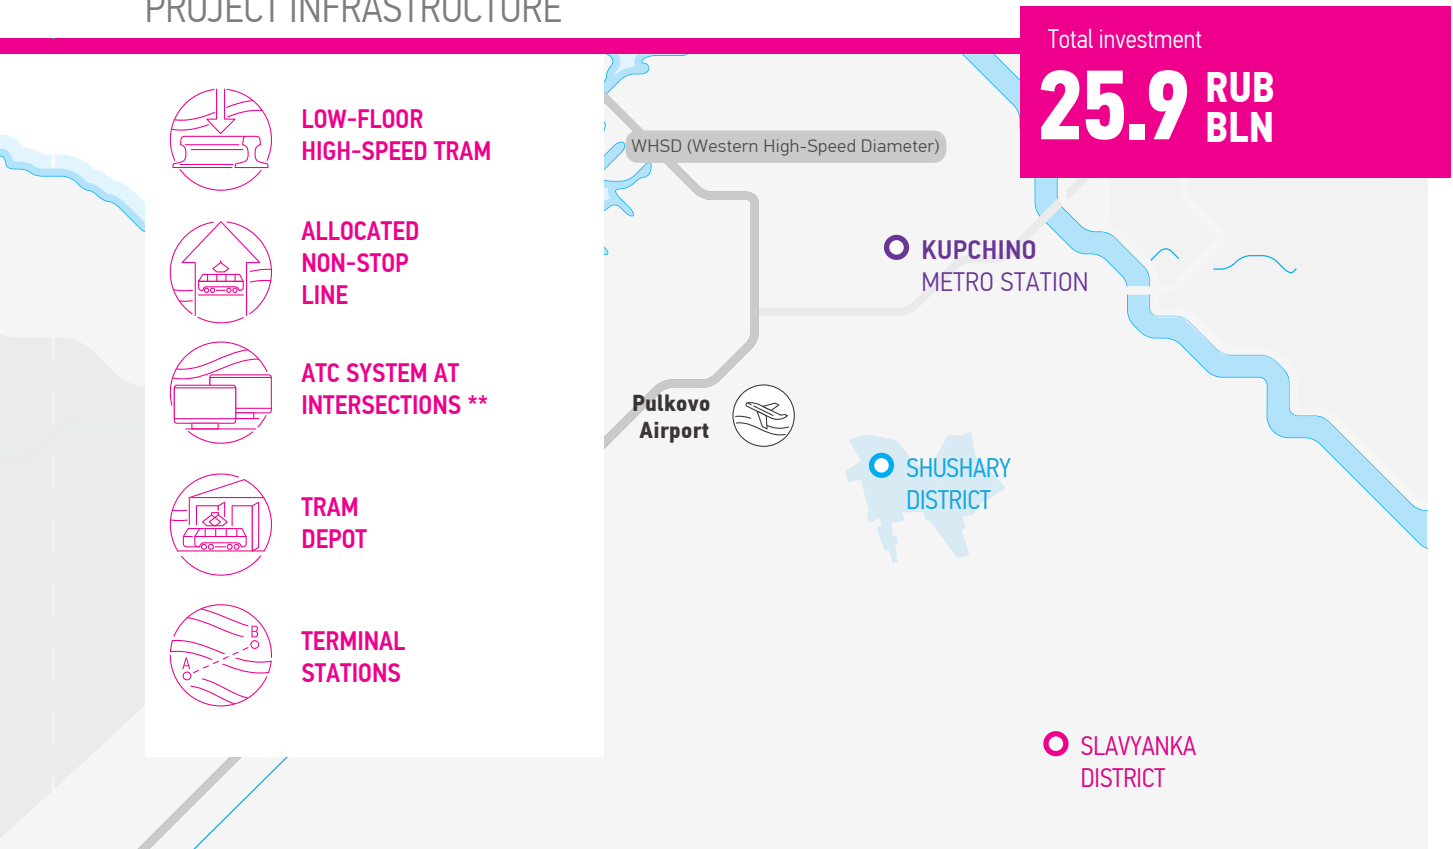 PROJECT INFRASTRUCTURE
Total investment
25.9 RUB
BLN
LOW-FLOOR
HIGH-SPEED TRAM
ALLOCATED
NON-STOP
LINE
ATC SYSTEM AT
INTERSECTIONS **
TRAM
DEPOT
A
B
TERMINAL
STATIONS
WHSD (Western High-Speed Diameter)
KUPCHINO
METRO STATION
Pulkovo
Airport
SHUSHARY
DISTRICT
SLAVYANKA
DISTRICT